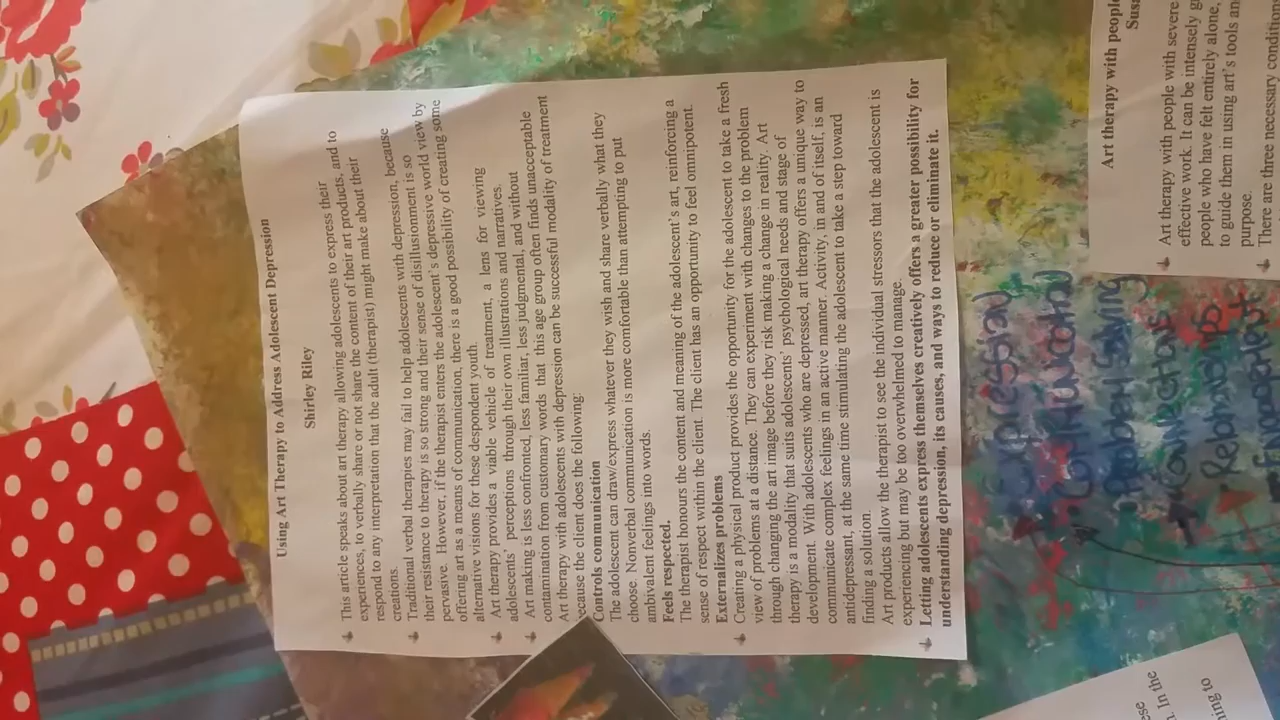 Using Art Therapy to Address Adolescent Depression
Shirley Riley
This article speaks about art therapy allowing adolescents to express their
experiences, to verbally share or not share the content of their art products, and to
respond to any interpretation that the adult (therapist) might make about their
creations.
Traditional verbal therapies may fail to help adolescents with depression, because
their resistance to therapy is so strong and their sense of disillusionment is so
pervasive. However, if the therapist enters the adolescent's depressive world view by
offering art as a means of communication, there is a good possibility of creating some
alternative visions for these despondent youth.
Art therapy provides a viable vehicle of treatment, a lens for viewing
adolescents' perceptions through their own illustrations and narratives.
Art making is less confronted, less familiar, less judgmental, and without
contamination from customary words that this age group often finds unacceptable
Art therapy with adolescents with depression can be successful modality of treatment
because the client does the following:
Controls communication
The adolescent can draw/express whatever they wish and share verbally what they
choose. Nonverbal communication is more comfortable than attempting to put
ambivalent feelings into words.
Feels respected.
The therapist honours the content and meaning of the adolescent's art, reinforcing a
sense of respect within the client. The client has an opportunity to feel omnipotent.
Externalizes problems
Creating a physical product provides the opportunity for the adolescent to take a fresh
view of problems at a distance. They can experiment with changes to the problem
through changing the art image before they risk making a change in reality. Art
therapy is a modality that suits adolescents' psychological needs and stage of
development. With adolescents who are depressed, art therapy offers a unique way to
communicate complex feelings in an active manner. Activity, in and of itself, is an
antidepressant, at the same time stimulating the adolescent to take a step toward
finding a solution.
Art products allow the therapist to see the individual stressors that the adolescent is
experiencing but may be too overwhelmed to manage.
Letting adolescents express themselves creatively offers a greater possibility for
understanding depression, its causes, and ways to reduce or eliminate it.
Expression
Communication
Problem Solving
Relationships
Art therapy with people
Art therapy with people with severe
effective work. It can be intensely
people who have felt entirely alone,
to guide them in using art's tools
purpose.
There are three necessary
In the
to